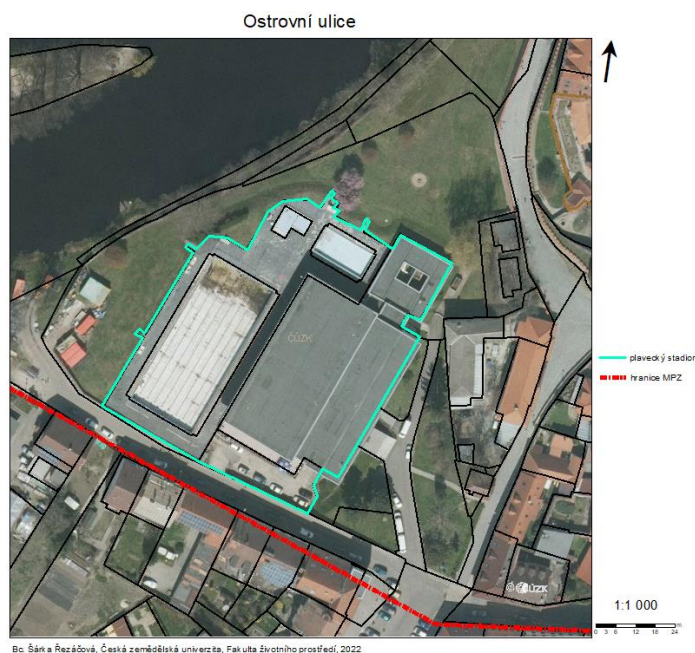 Ostrovní ulice
ČÚZK
plavecký stadion
hranice MPZ
© ČÚZK
1:1 000
0 3 6 12 18 24
m
Bc. Šárka Řezáčová, Česká zemědělská univerzita, Fakulta životního prostředí, 2022